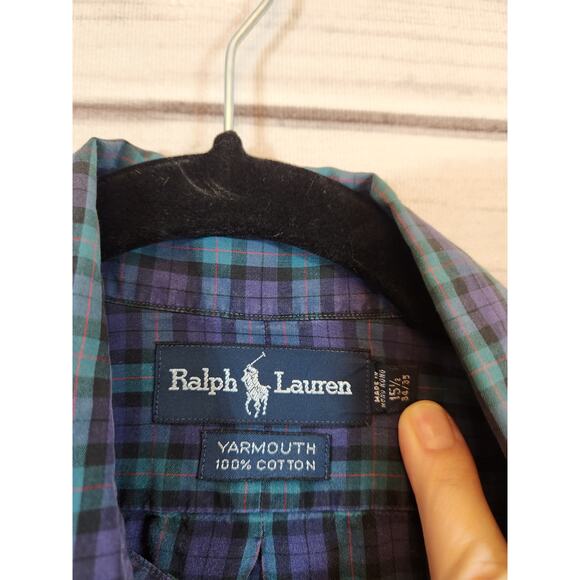 Ralph Lauren
YARMOUTH
100% COTTON
MADE IN
HONG KONG
15½
34/35